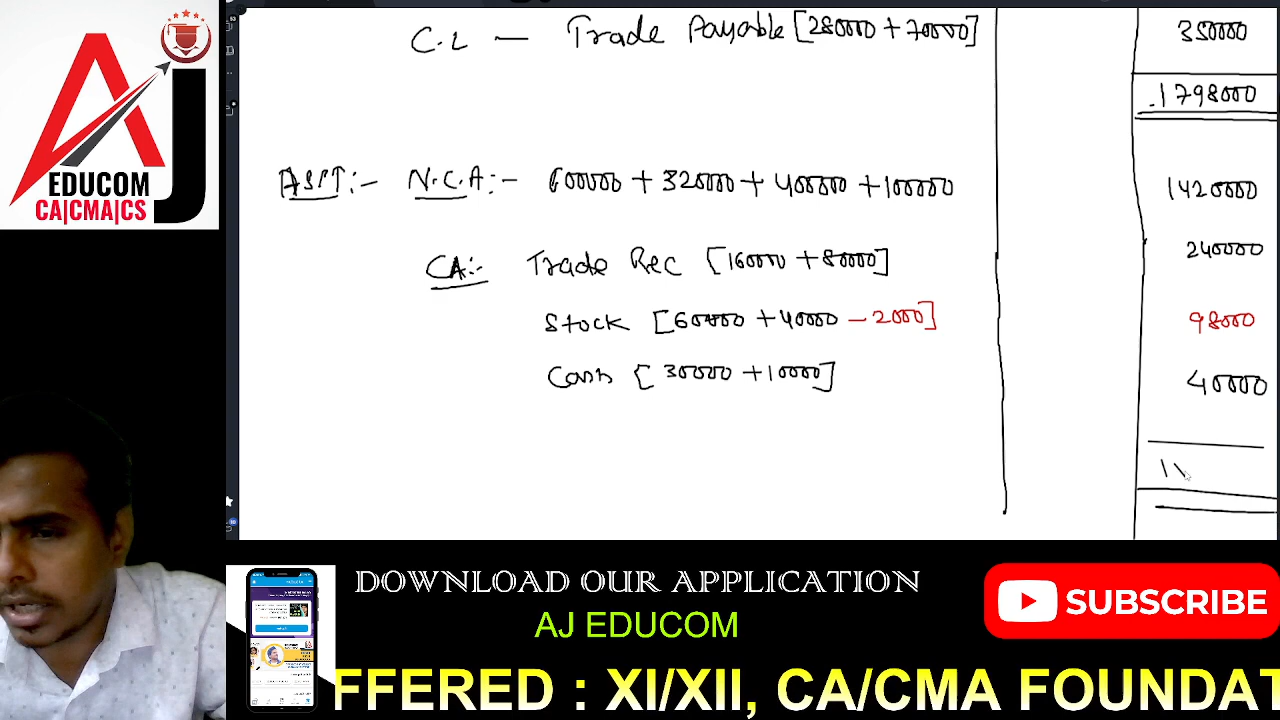 C.L — Trade Payable [280000 + 70000] 350000
1798000
ASST:- N.C.A:- 600000 + 320000 + 400000 + 100000 1420000
CA:- Trade Rec [160000 + 80000] 240000
Stock [60000 + 40000 - 2000] 98000
Cash [30000 + 10000] 40000
AJ
EDUCOM
CA|CMA|CS
DOWNLOAD OUR APPLICATION
AJ EDUCOM
SUBSCRIBE
FFERED : XI/XI, CA/CMA FOUNDAT